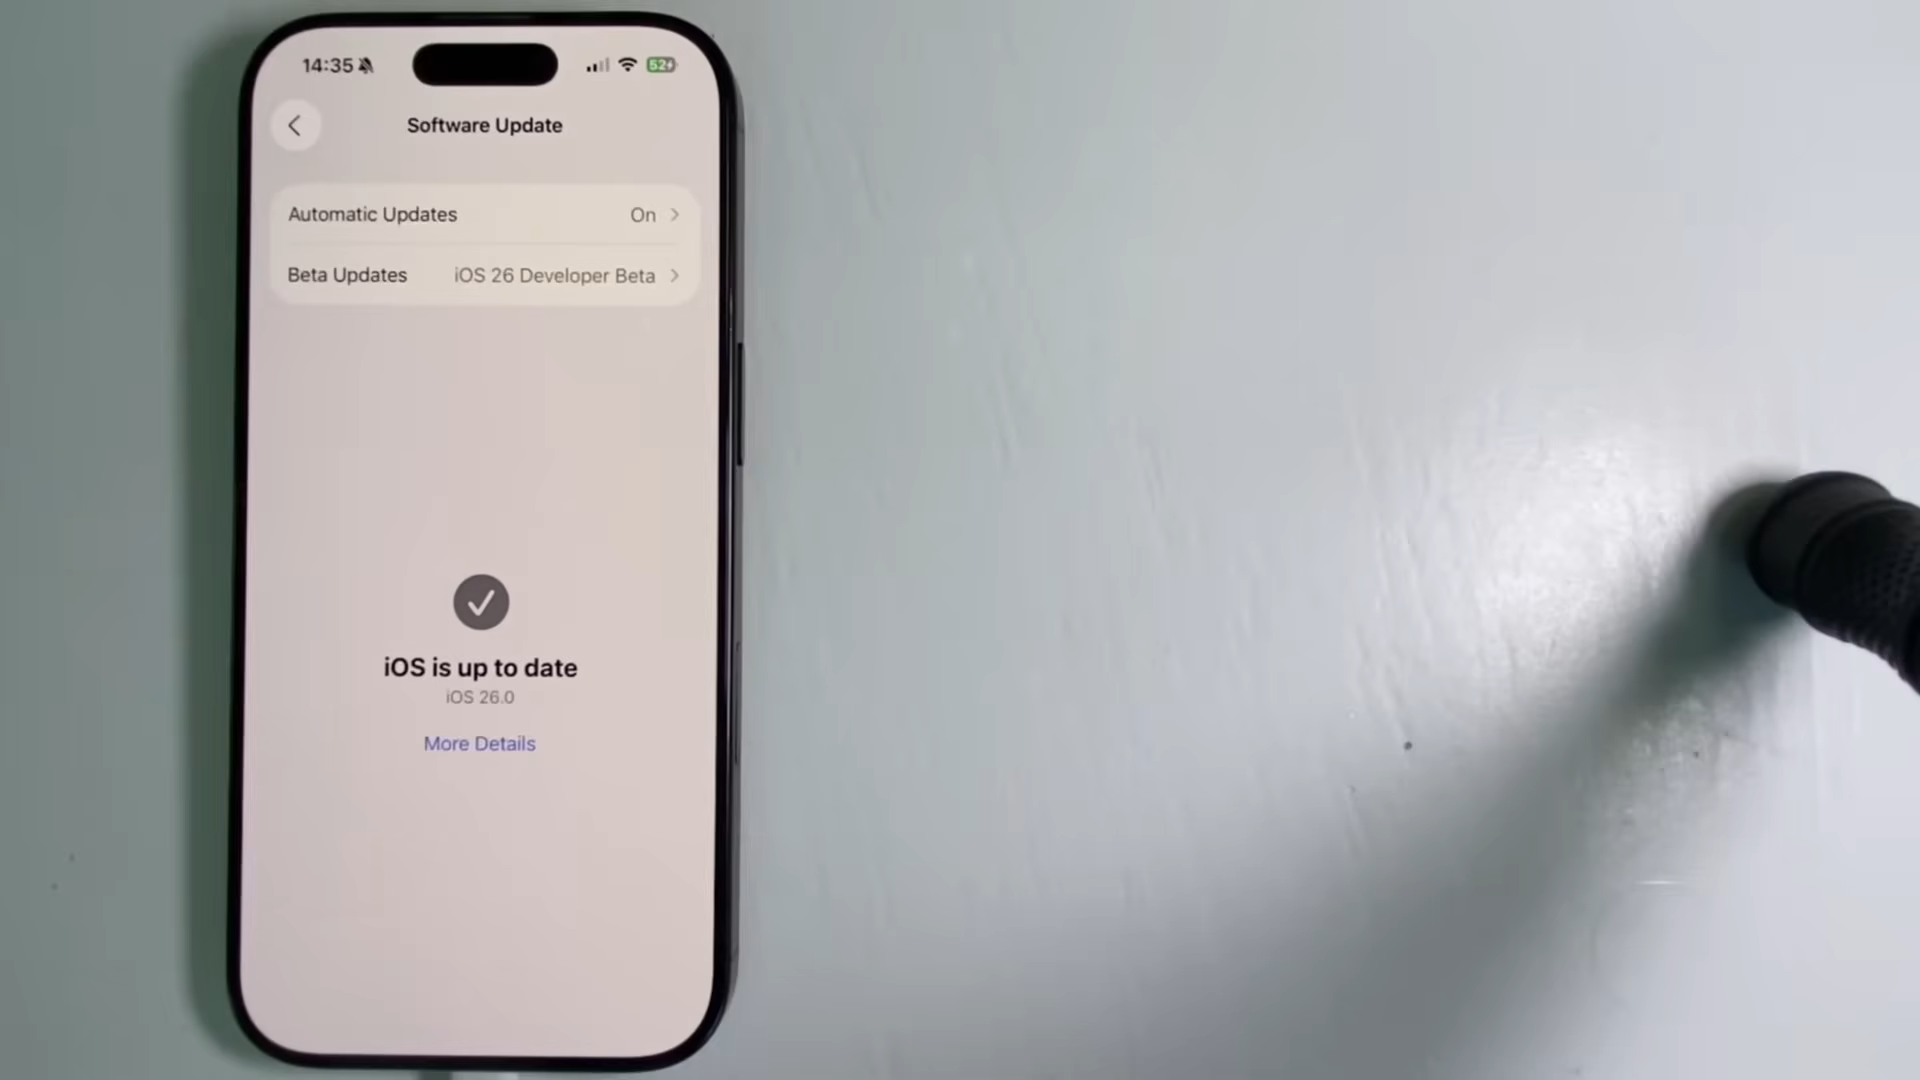 14:35
52
Software Update
Automatic Updates On
Beta Updates iOS 26 Developer Beta
iOS is up to date
iOS 26.0
More Details